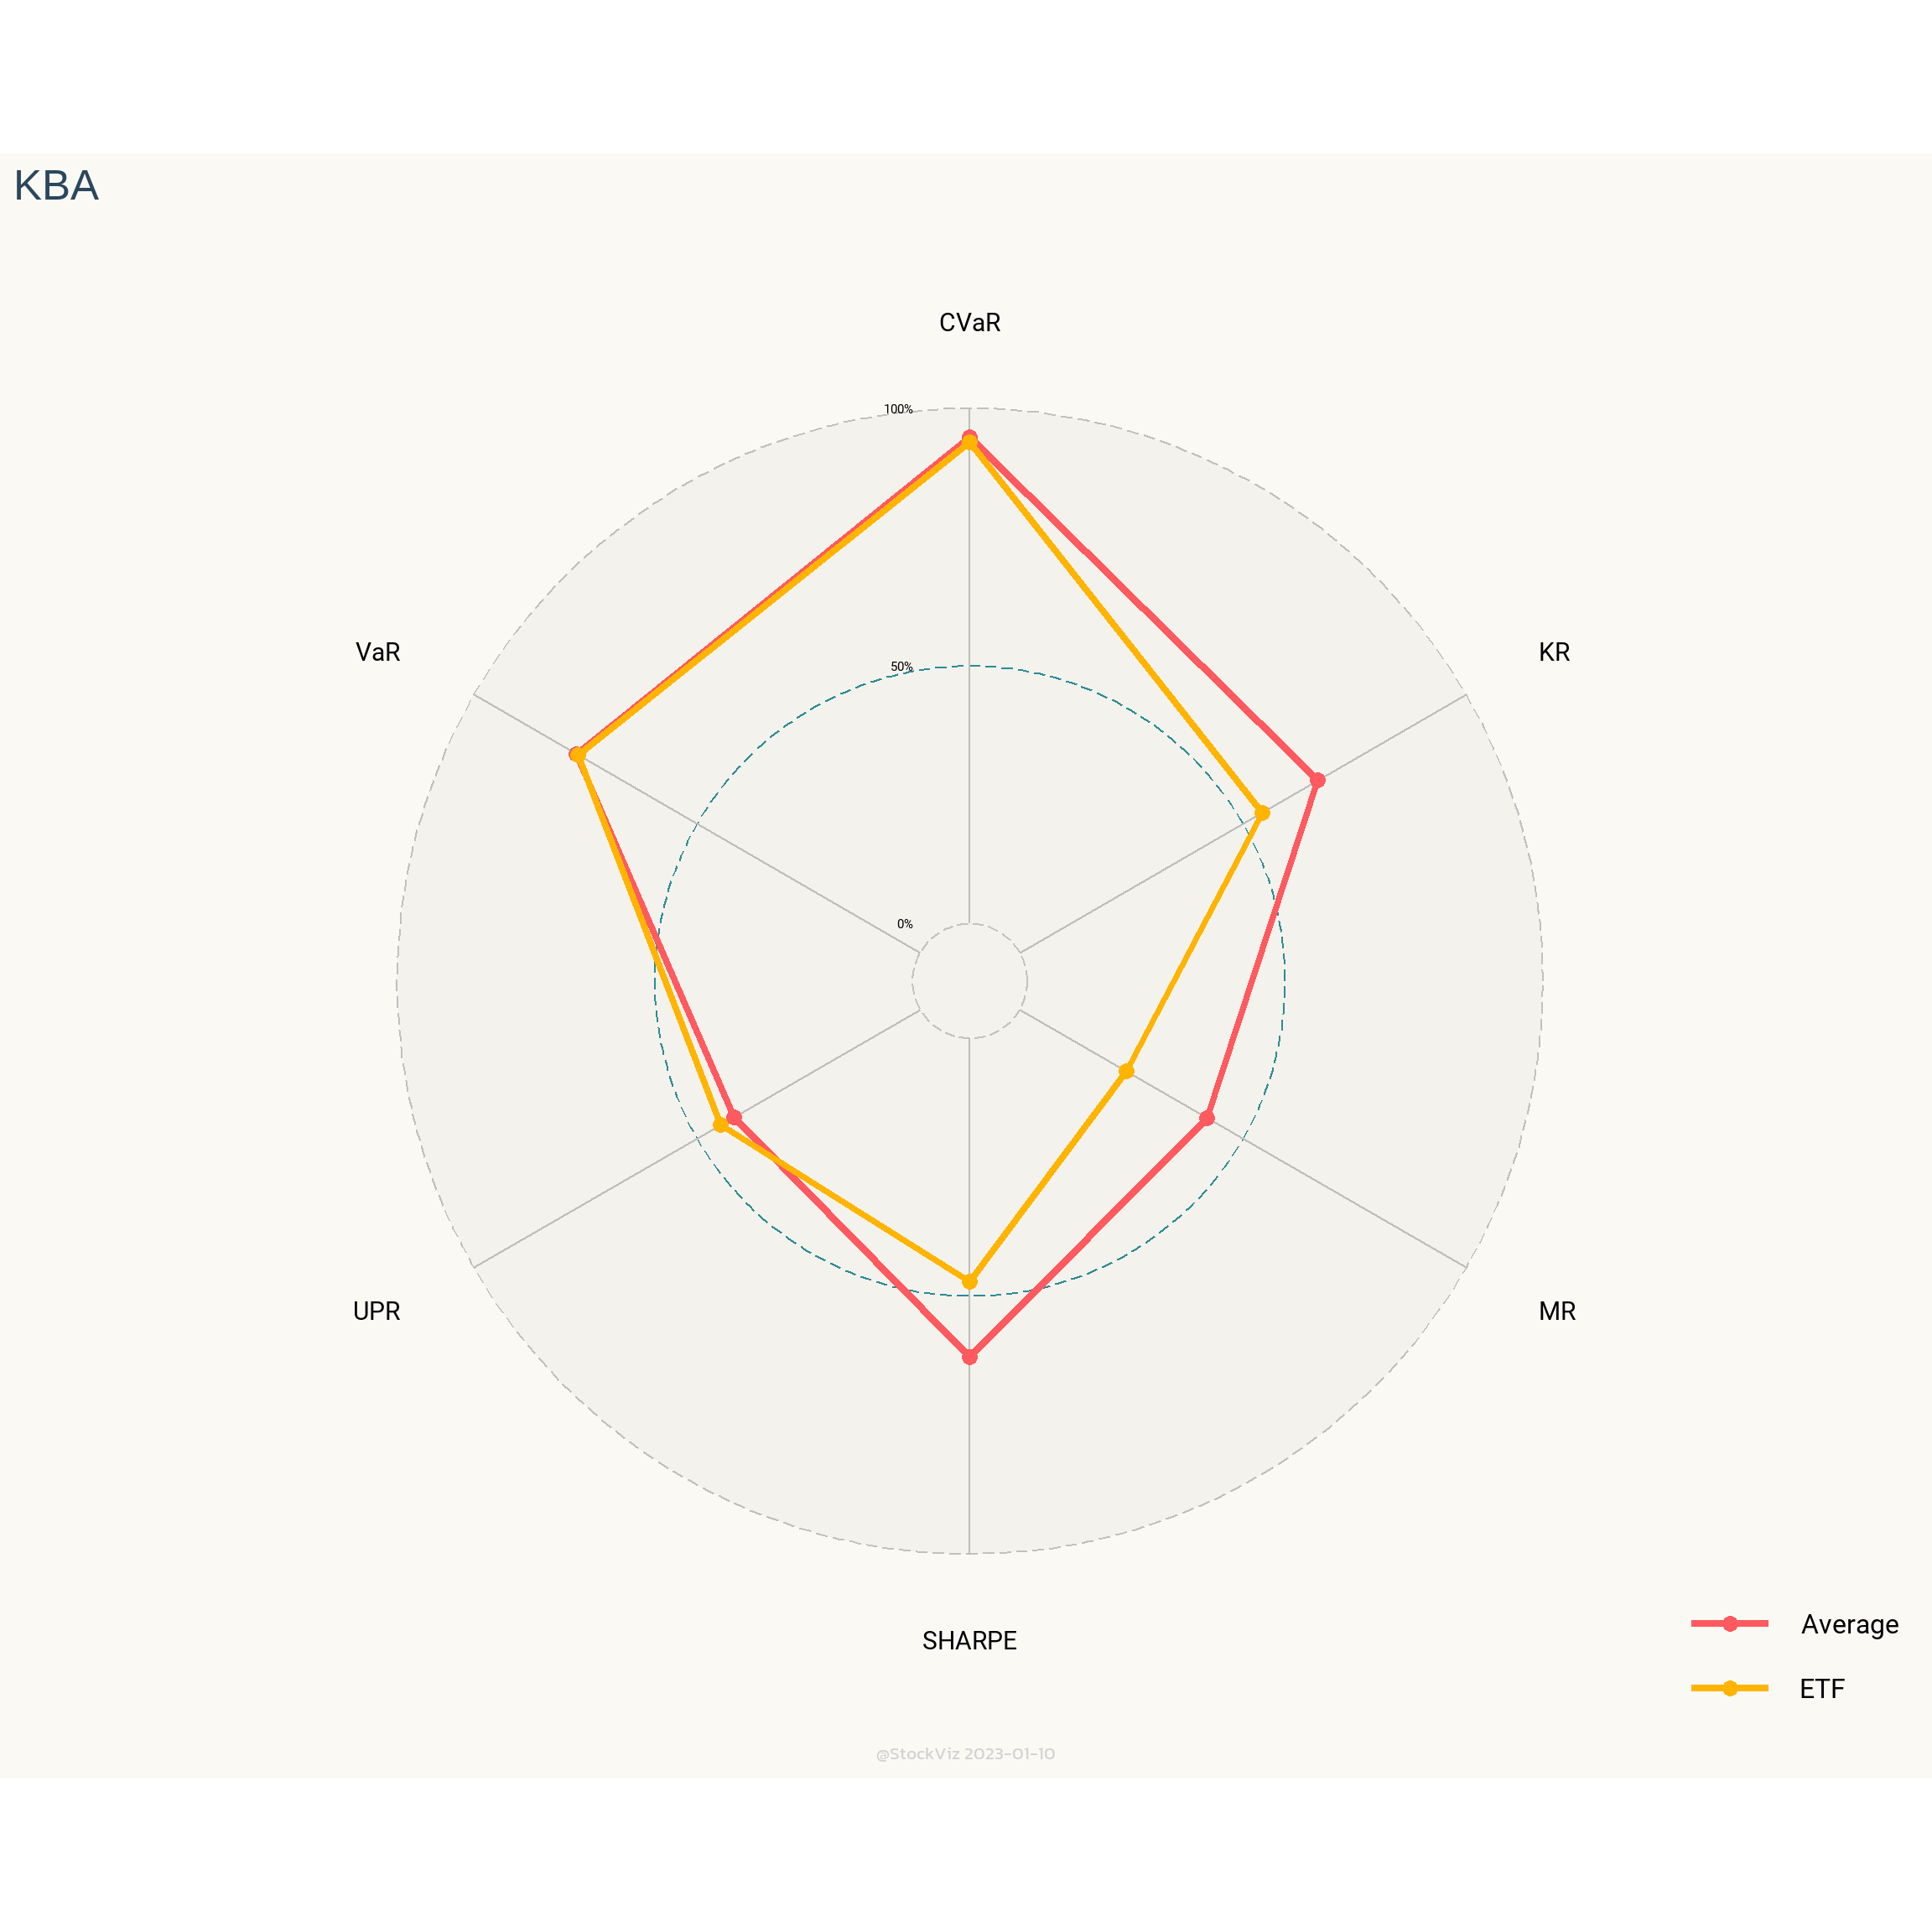 KBA
CVaR
100%
VaR
KR
50%
0%
UPR
MR
SHARPE
Average
ETF
@StockViz 2023-01-10